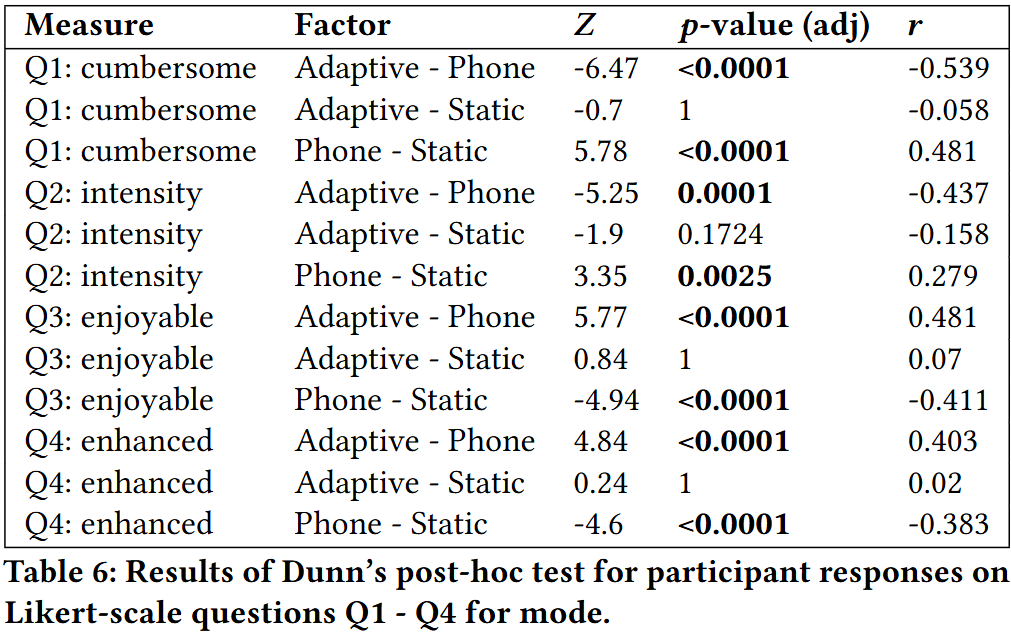 Measure Factor Z p-value (adj) r
Q1: cumbersome Adaptive - Phone -6.47 <0.0001 -0.539
Q1: cumbersome Adaptive - Static -0.7 1 -0.058
Q1: cumbersome Phone - Static 5.78 <0.0001 0.481
Q2: intensity Adaptive - Phone -5.25 0.0001 -0.437
Q2: intensity Adaptive - Static -1.9 0.1724 -0.158
Q2: intensity Phone - Static 3.35 0.0025 0.279
Q3: enjoyable Adaptive - Phone 5.77 <0.0001 0.481
Q3: enjoyable Adaptive - Static 0.84 1 0.07
Q3: enjoyable Phone - Static -4.94 <0.0001 -0.411
Q4: enhanced Adaptive - Phone 4.84 <0.0001 0.403
Q4: enhanced Adaptive - Static 0.24 1 0.02
Q4: enhanced Phone - Static -4.6 <0.0001 -0.383
Table 6: Results of Dunn's post-hoc test for participant responses on
Likert-scale questions Q1 - Q4 for mode.